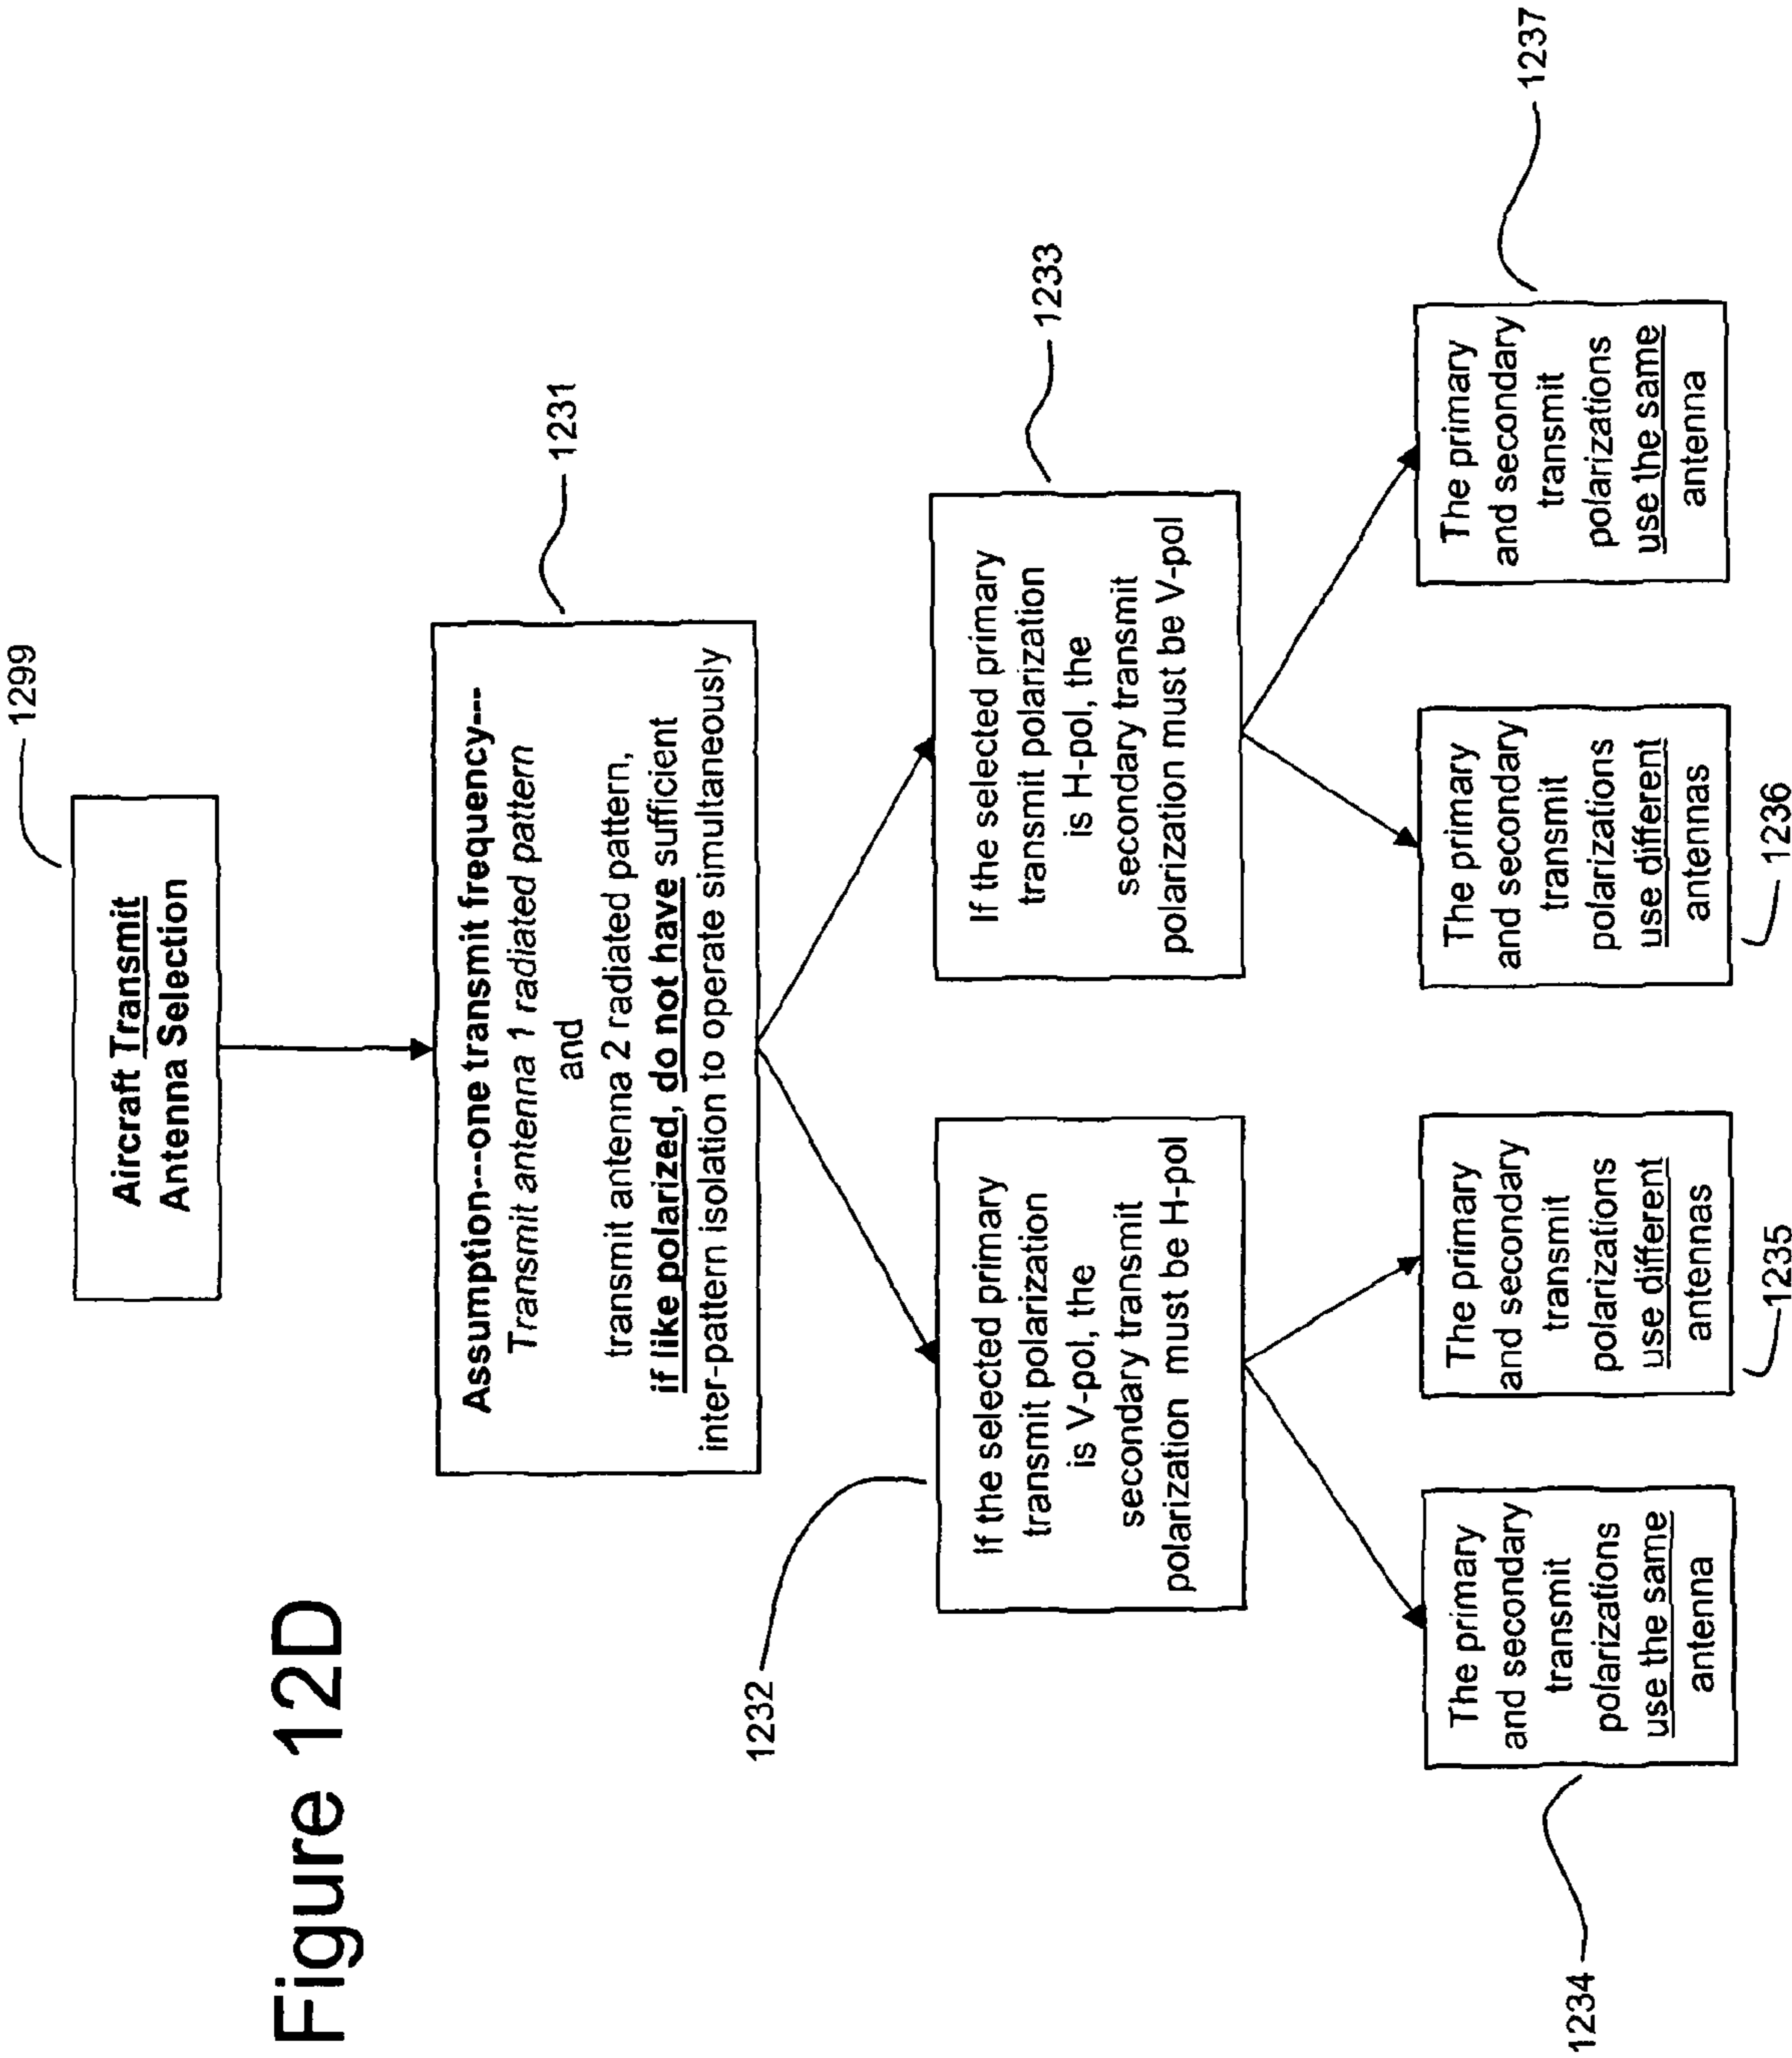 Figure 12D
1299
Aircraft Transmit
Antenna Selection
1231
Assumption---one transmit frequency---
Transmit antenna 1 radiated pattern
and
transmit antenna 2 radiated pattern,
if like polarized, do not have sufficient
inter-pattern isolation to operate simultaneously
1232
If the selected primary
transmit polarization
is V-pol, the
secondary transmit
polarization must be H-pol
1233
If the selected primary
transmit polarization
is H-pol, the
secondary transmit
polarization must be V-pol
1234
The primary
and secondary
transmit
polarizations
use the same
antenna
The primary
and secondary
transmit
polarizations
use different
antennas
1235
The primary
and secondary
transmit
polarizations
use different
antennas
1236
The primary
and secondary
transmit
polarizations
use the same
antenna
1237